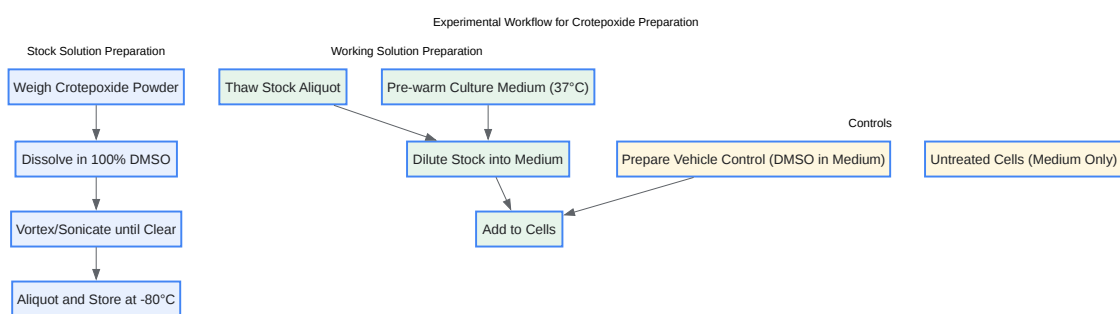 Experimental Workflow for Crotepoxide Preparation
Stock Solution Preparation
Weigh Crotepoxide Powder
Dissolve in 100% DMSO
Vortex/Sonicate until Clear
Aliquot and Store at -80°C
Working Solution Preparation
Thaw Stock Aliquot
Pre-warm Culture Medium (37°C)
Dilute Stock into Medium
Add to Cells
Controls
Prepare Vehicle Control (DMSO in Medium)
Untreated Cells (Medium Only)